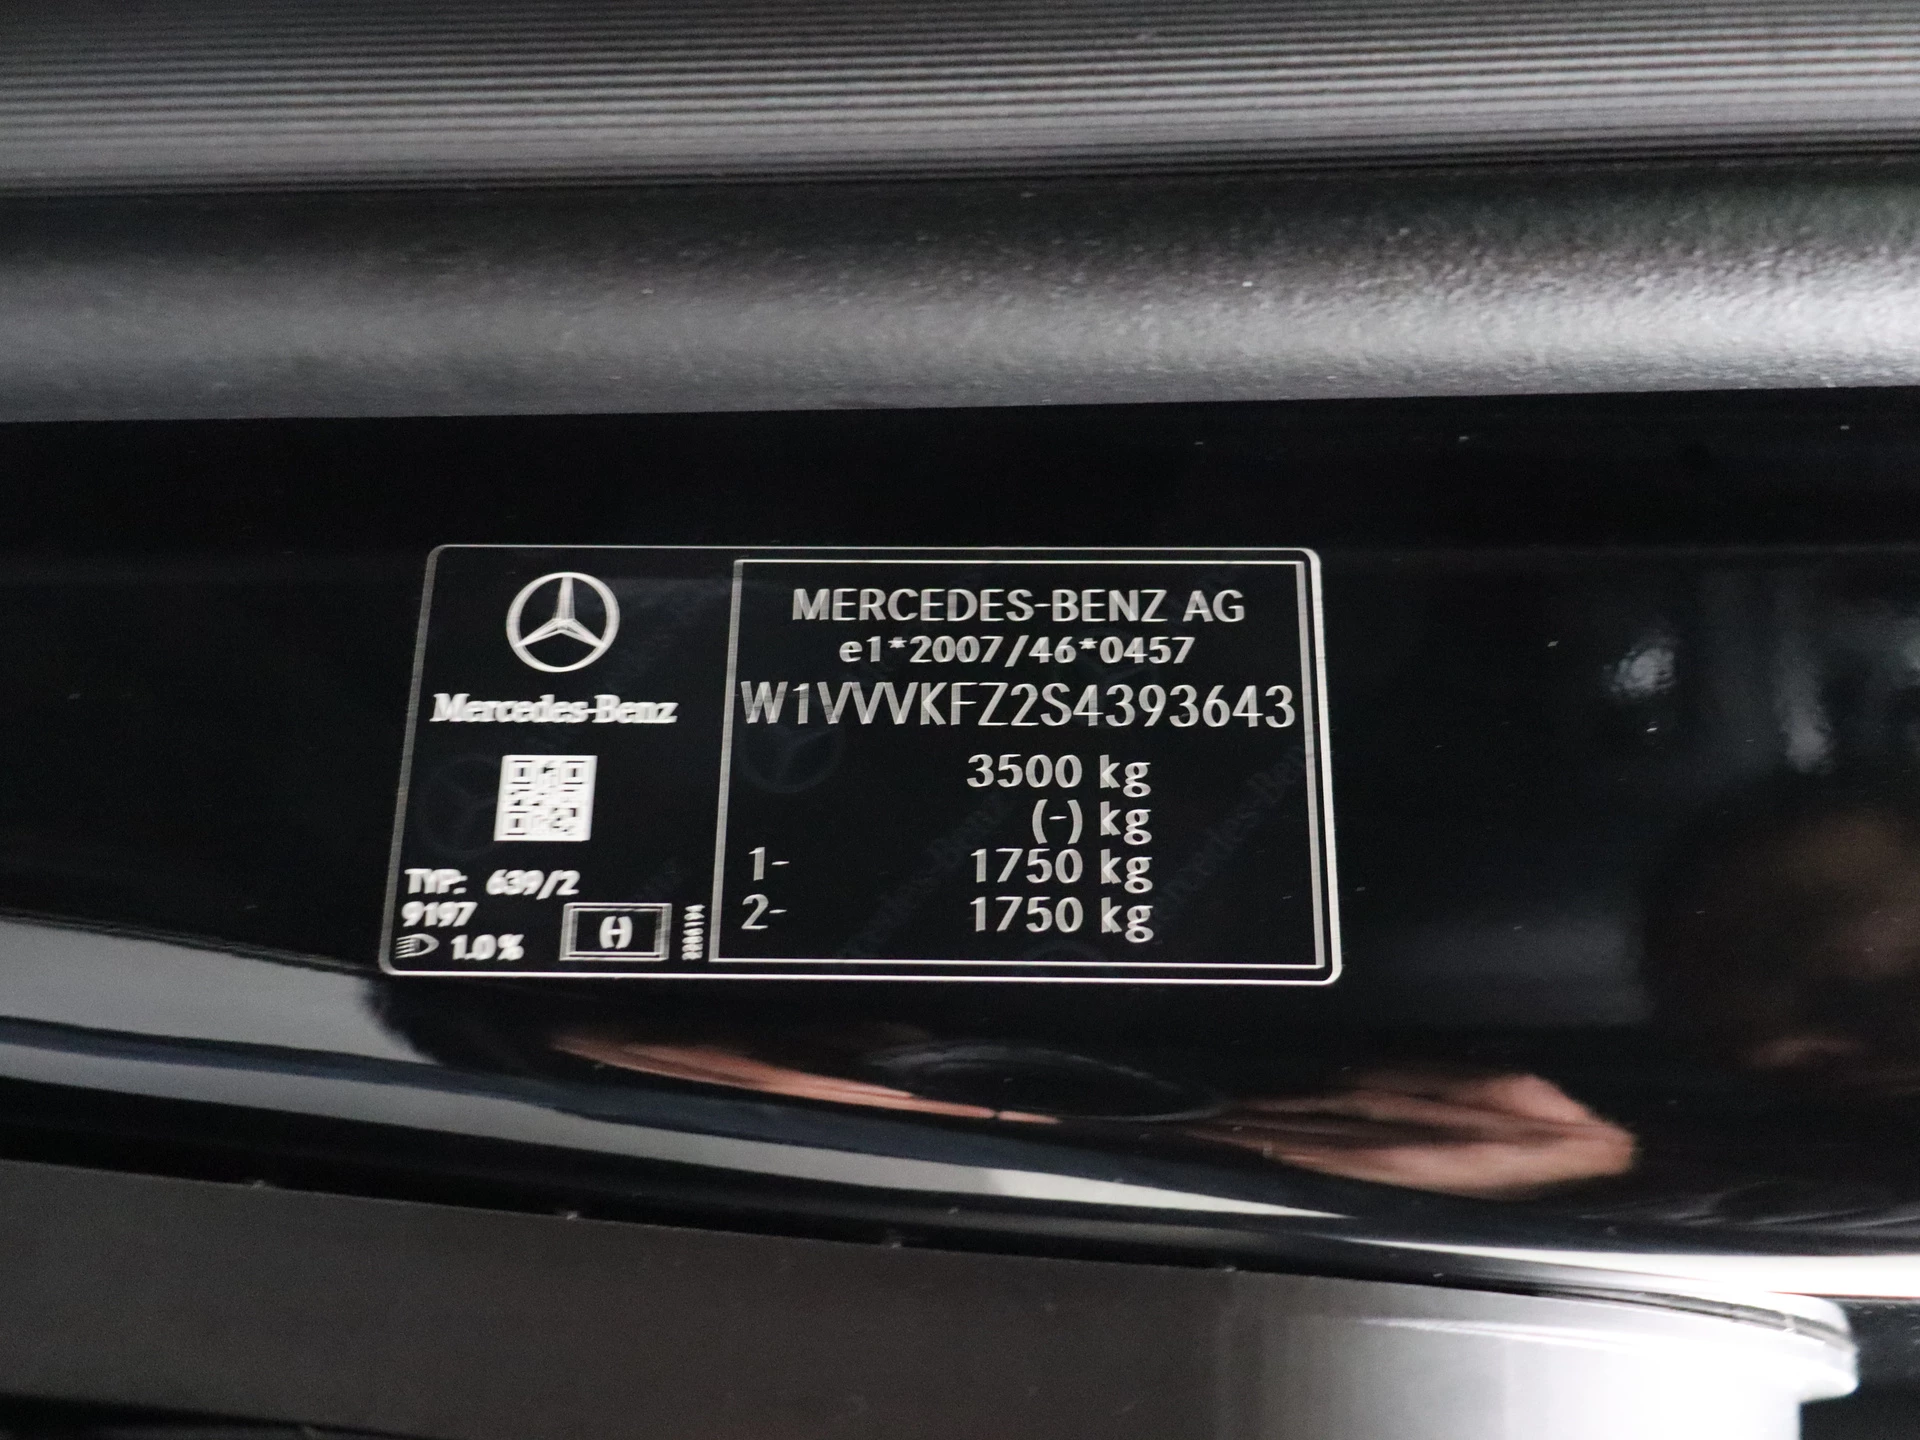 Mercedes-Benz
TYP: 639/2
9197
1.0%
(-)
MERCEDES-BENZ AG
e1*2007/46*0457
W1VVVKFZ2S4393643
3500 kg
(-) kg
1- 1750 kg
2- 1750 kg